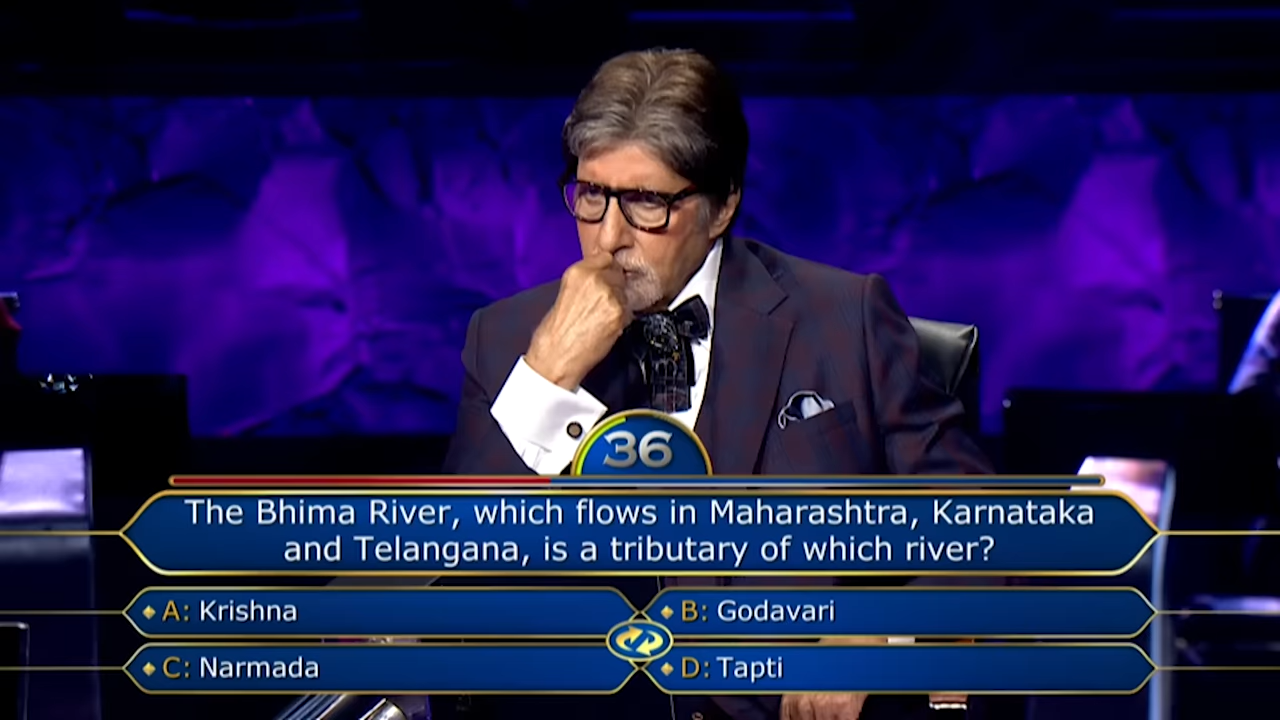 36
The Bhima River, which flows in Maharashtra, Karnataka
and Telangana, is a tributary of which river?
A: Krishna
B: Godavari
C: Narmada
D: Tapti